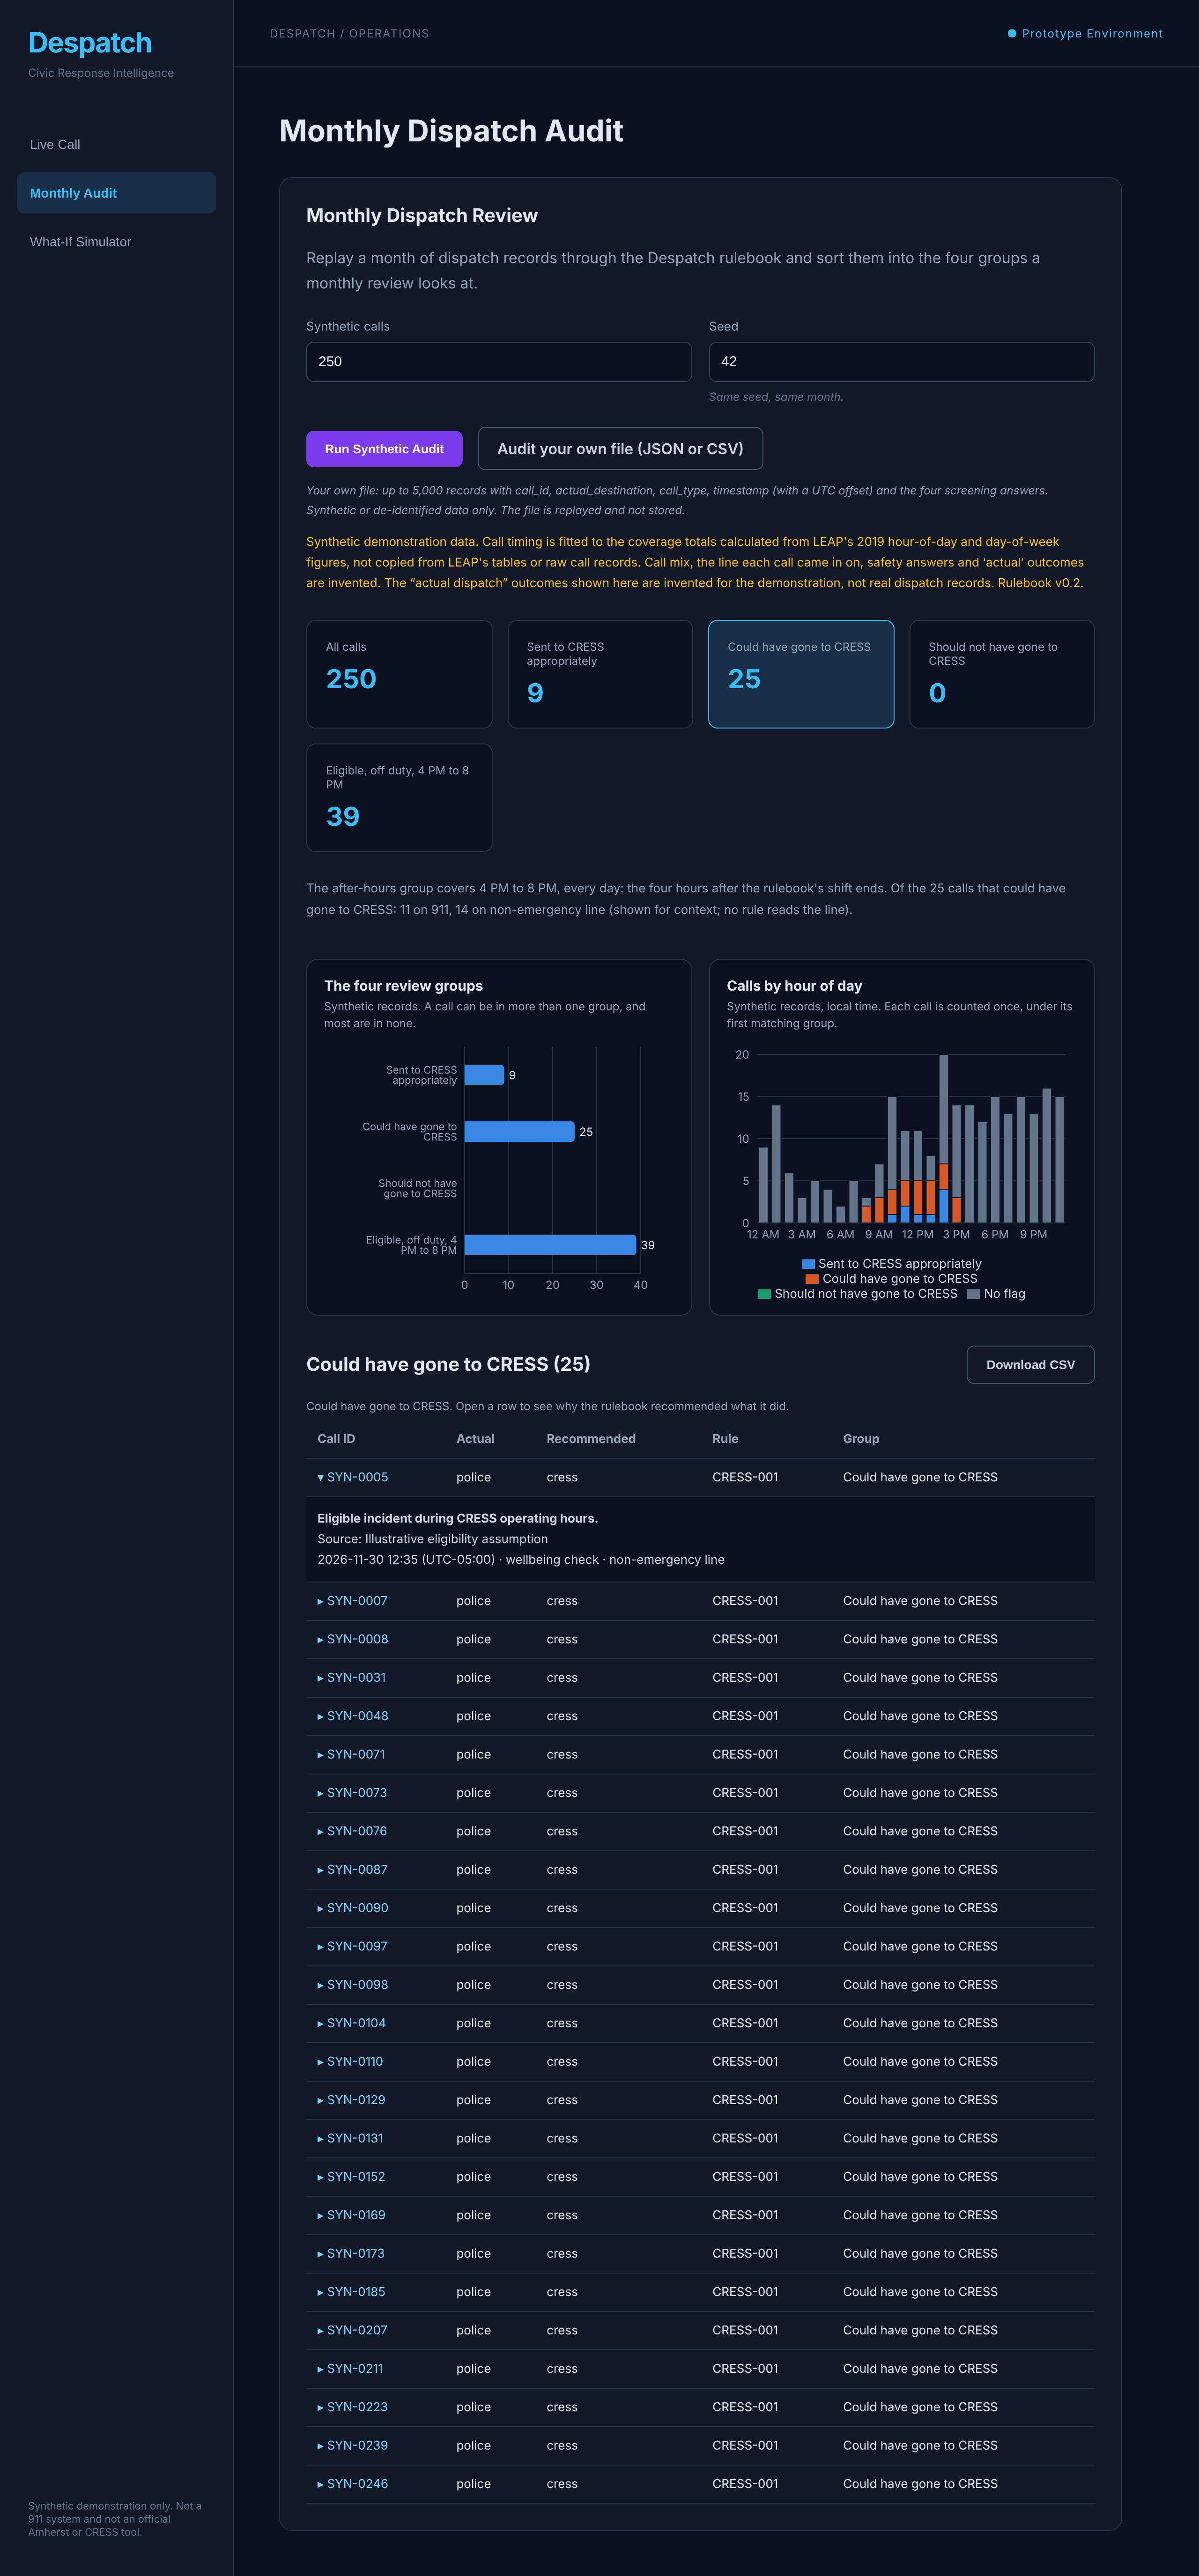 Despatch
Civic Response Intelligence
Live Call
Monthly Audit
What-If Simulator
Synthetic demonstration only. Not a
911 system and not an official
Amherst or CRESS tool.
DESPATCH / OPERATIONS
Prototype Environment
Monthly Dispatch Audit
Monthly Dispatch Review
Replay a month of dispatch records through the Despatch rulebook and sort them into the four groups a
monthly review looks at.
Synthetic calls
Seed
250
42
Same seed, same month.
Run Synthetic Audit
Audit your own file (JSON or CSV)
Your own file: up to 5,000 records with call_id, actual_destination, call_type, timestamp (with a UTC offset) and the four screening answers.
Synthetic or de-identified data only. The file is replayed and not stored.
Synthetic demonstration data. Call timing is fitted to the coverage totals calculated from LEAP's 2019 hour-of-day and day-of-week
figures, not copied from LEAP's tables or raw call records. Call mix, the line each call came in on, safety answers and ‘actual’ outcomes
are invented. The “actual dispatch” outcomes shown here are invented for the demonstration, not real dispatch records. Rulebook v0.2.
All calls
250
Sent to CRESS
appropriately
9
Could have gone to CRESS
25
Should not have gone to
CRESS
0
Eligible, off duty, 4 PM to 8
PM
39
The after-hours group covers 4 PM to 8 PM, every day: the four hours after the rulebook's shift ends. Of the 25 calls that could have
gone to CRESS: 11 on 911, 14 on non-emergency line (shown for context; no rule reads the line).
The four review groups
Synthetic records. A call can be in more than one group, and
most are in none.
Sent to CRESS
appropriately
9
Could have gone to
CRESS
25
Should not have
gone to CRESS
Eligible, off duty, 4
PM to 8 PM
39
0 10 20 30 40
Calls by hour of day
Synthetic records, local time. Each call is counted once, under its
first matching group.
20
15
10
5
0
12 AM 3 AM 6 AM 9 AM 12 PM 3 PM 6 PM 9 PM
Sent to CRESS appropriately
Could have gone to CRESS
Should not have gone to CRESS No flag
Could have gone to CRESS (25)
Download CSV
Could have gone to CRESS. Open a row to see why the rulebook recommended what it did.
Call ID Actual Recommended Rule Group
▾ SYN-0005 police cress CRESS-001 Could have gone to CRESS
Eligible incident during CRESS operating hours.
Source: Illustrative eligibility assumption
2026-11-30 12:35 (UTC-05:00) · wellbeing check · non-emergency line
▸ SYN-0007 police cress CRESS-001 Could have gone to CRESS
▸ SYN-0008 police cress CRESS-001 Could have gone to CRESS
▸ SYN-0031 police cress CRESS-001 Could have gone to CRESS
▸ SYN-0048 police cress CRESS-001 Could have gone to CRESS
▸ SYN-0071 police cress CRESS-001 Could have gone to CRESS
▸ SYN-0073 police cress CRESS-001 Could have gone to CRESS
▸ SYN-0076 police cress CRESS-001 Could have gone to CRESS
▸ SYN-0087 police cress CRESS-001 Could have gone to CRESS
▸ SYN-0090 police cress CRESS-001 Could have gone to CRESS
▸ SYN-0097 police cress CRESS-001 Could have gone to CRESS
▸ SYN-0098 police cress CRESS-001 Could have gone to CRESS
▸ SYN-0104 police cress CRESS-001 Could have gone to CRESS
▸ SYN-0110 police cress CRESS-001 Could have gone to CRESS
▸ SYN-0129 police cress CRESS-001 Could have gone to CRESS
▸ SYN-0131 police cress CRESS-001 Could have gone to CRESS
▸ SYN-0152 police cress CRESS-001 Could have gone to CRESS
▸ SYN-0169 police cress CRESS-001 Could have gone to CRESS
▸ SYN-0173 police cress CRESS-001 Could have gone to CRESS
▸ SYN-0185 police cress CRESS-001 Could have gone to CRESS
▸ SYN-0207 police cress CRESS-001 Could have gone to CRESS
▸ SYN-0211 police cress CRESS-001 Could have gone to CRESS
▸ SYN-0223 police cress CRESS-001 Could have gone to CRESS
▸ SYN-0239 police cress CRESS-001 Could have gone to CRESS
▸ SYN-0246 police cress CRESS-001 Could have gone to CRESS